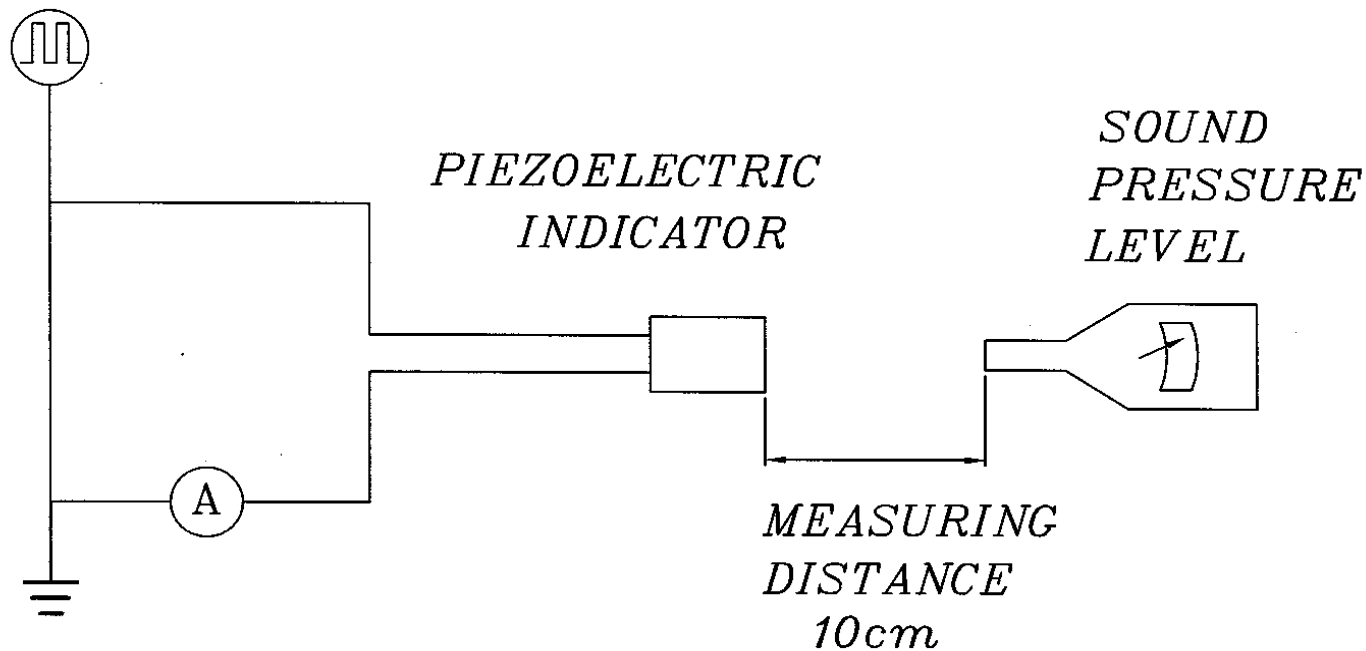 PIEZOELECTRIC
INDICATOR
SOUND
PRESSURE
LEVEL
A
MEASURING
DISTANCE
10cm